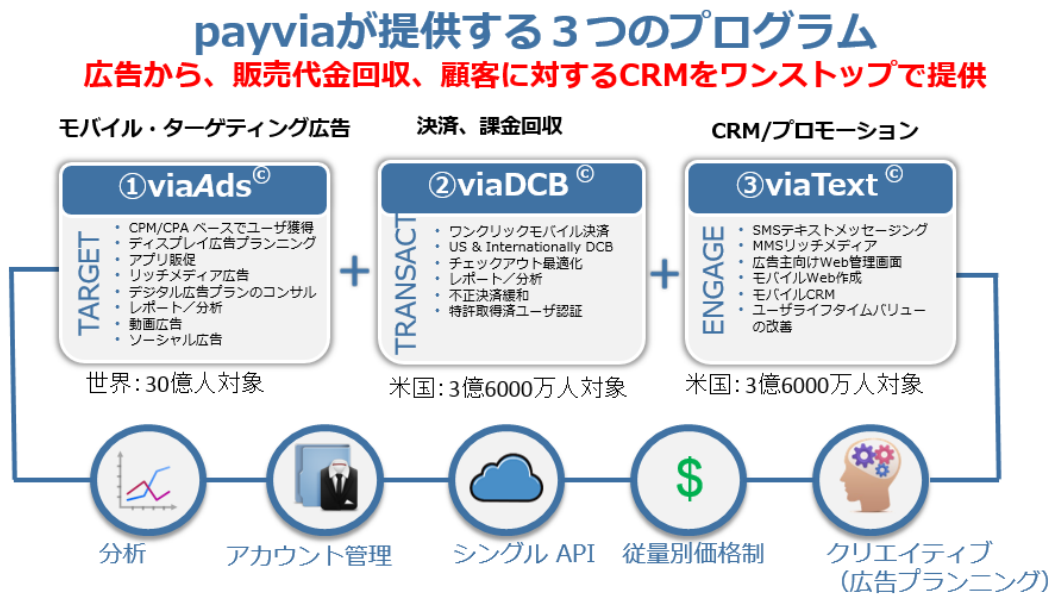 payviaが提供する３つのプログラム
広告から、販売代金回収、顧客に対するCRMをワンストップで提供
モバイル・ターゲティング広告
①viaAds©
TARGET
・ CPM/CPA ベースでユーザ獲得
・ ディスプレイ広告プランニング
・ アプリ販促
・ リッチメディア広告
・ デジタル広告プランのコンサル
・ レポート／分析
・ 動画広告
・ ソーシャル広告
世界：30億人対象
+
決済、課金回収
②viaDCB©
TRANSACT
・ ワンクリックモバイル決済
・ US & Internationally DCB
・ チェックアウト最適化
・ レポート／分析
・ 不正決済緩和
・ 特許取得済ユーザ認証
米国：3億6000万人対象
+
CRM/プロモーション
③viaText©
ENGAGE
・ SMSテキストメッセージング
・ MMSリッチメディア
・ 広告主向けWeb管理画面
・ モバイルWeb作成
・ モバイルCRM
・ ユーザライフタイムバリュー
の改善
米国：3億6000万人対象
分析
アカウント管理
シングル API
$
従量別価格制
クリエイティブ
（広告プランニング）